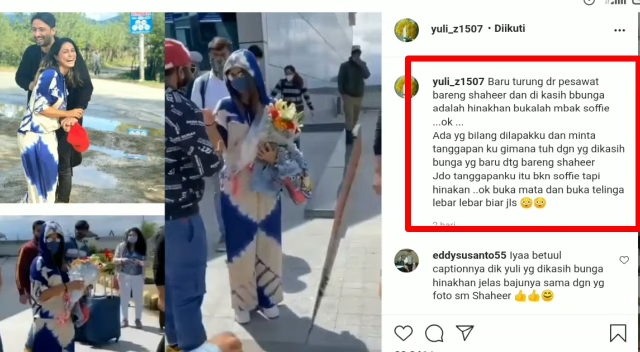 yuli_z1507 • Diikuti
yuli_z1507 Baru turung dr pesawat
bareng shaheer dan di kasih bbunga
adalah hinakhan bukalah mbak soffie
...ok ...
Ada yg bilang dilapakku dan minta
tanggapan ku gimana tuh dgn yg dikasih
bunga yg baru dtg bareng shaheer
Jdo tanggapanku itu bkn soffie tapi
hinakan ..ok buka mata dan buka telinga
lebar lebar biar jls 😳😳
2 hari
eddysusanto55 Iyaa betuul
captionnya dik yuli yg dikasih bunga
hinakhan jelas bajunya sama dgn yg
foto sm Shaheer 👍👍😊